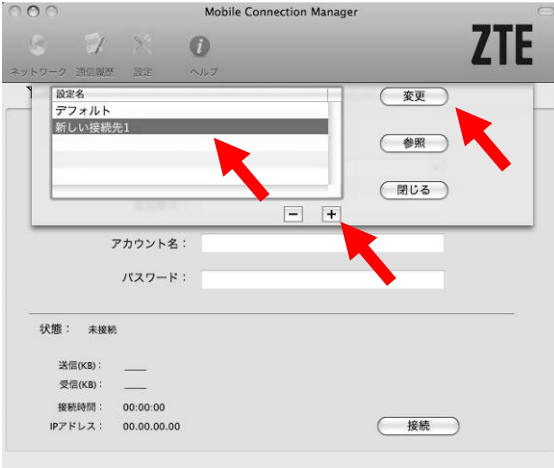 Mobile Connection Manager
ZTE
ネットワーク 通信履歴 設定 ヘルプ
設定名
デフォルト
新しい接続先1
変更
参照
閉じる
− +
アカウント名：
パスワード：
状態： 未接続
送信(KB)： ___
受信(KB)： ___
接続時間： 00:00:00
IPアドレス： 00.00.00.00
接続